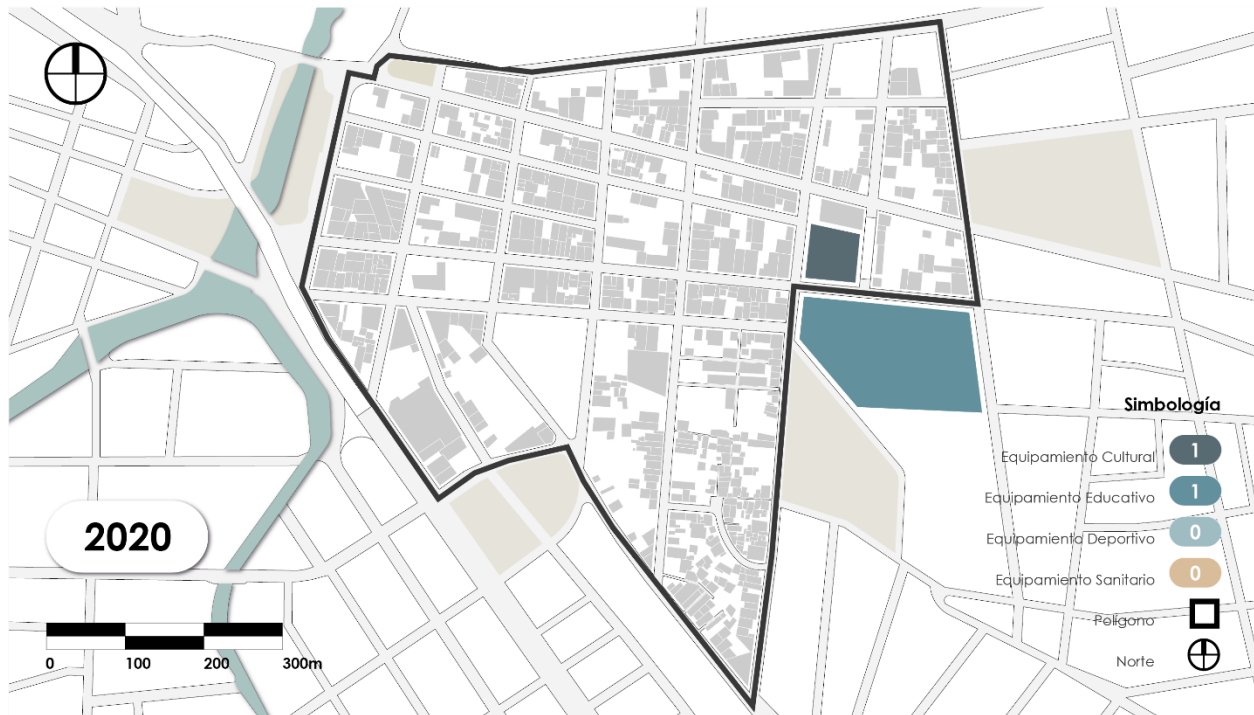 Simbología
Equipamiento Cultural 1
Equipamiento Educativo 1
Equipamiento Deportivo 0
Equipamiento Sanitario 0
Polígono
Norte
2020
0 100 200 300m